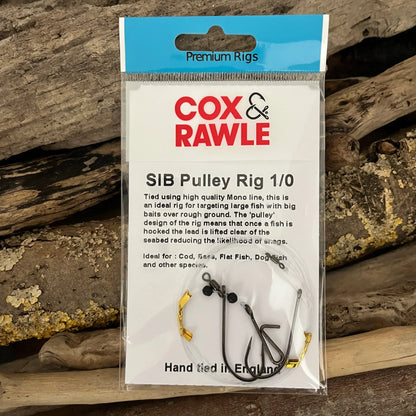 Premium Rigs
COX &
RAWLE
SIB Pulley Rig 1/0
Tied using high quality Mono line, this is
an ideal rig for targeting large fish with big
baits over rough ground. The 'pulley'
design of the rig means that once a fish is
hooked the lead is lifted clear of the
seabed reducing the likelihood of snags.
Ideal for : Cod, Bass, Flat Fish, Dog Fish
and other species.
Hand tied in England